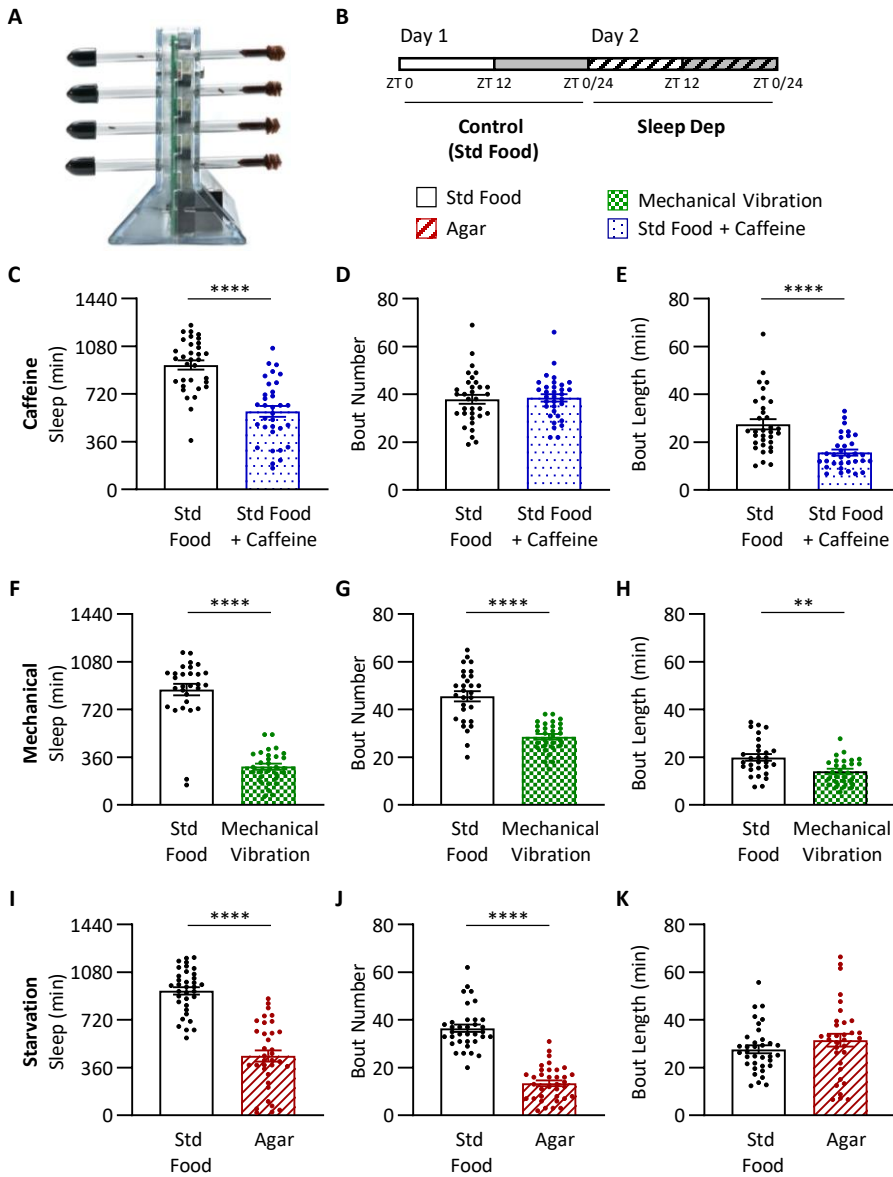 A
B
Day 1
Day 2
ZT 0
ZT 12
ZT 0/24
ZT 12
ZT 0/24
Control
(Std Food)
Sleep Dep
Std Food
Mechanical Vibration
Agar
Std Food + Caffeine
C
Caffeine
Sleep (min)
1440
1080
720
360
0
****
Std
Food
Std Food
+ Caffeine
D
Bout Number
80
60
40
20
0
Std
Food
Std Food
+ Caffeine
E
Bout Length (min)
80
60
40
20
0
****
Std
Food
Std Food
+ Caffeine
F
Mechanical
Sleep (min)
1440
1080
720
360
0
****
Std
Food
Mechanical
Vibration
G
Bout Number
80
60
40
20
0
****
Std
Food
Mechanical
Vibration
H
Bout Length (min)
80
60
40
20
0
**
Std
Food
Mechanical
Vibration
I
Starvation
Sleep (min)
1440
1080
720
360
0
****
Std
Food
Agar
J
Bout Number
80
60
40
20
0
****
Std
Food
Agar
K
Bout Length (min)
80
60
40
20
0
Std
Food
Agar